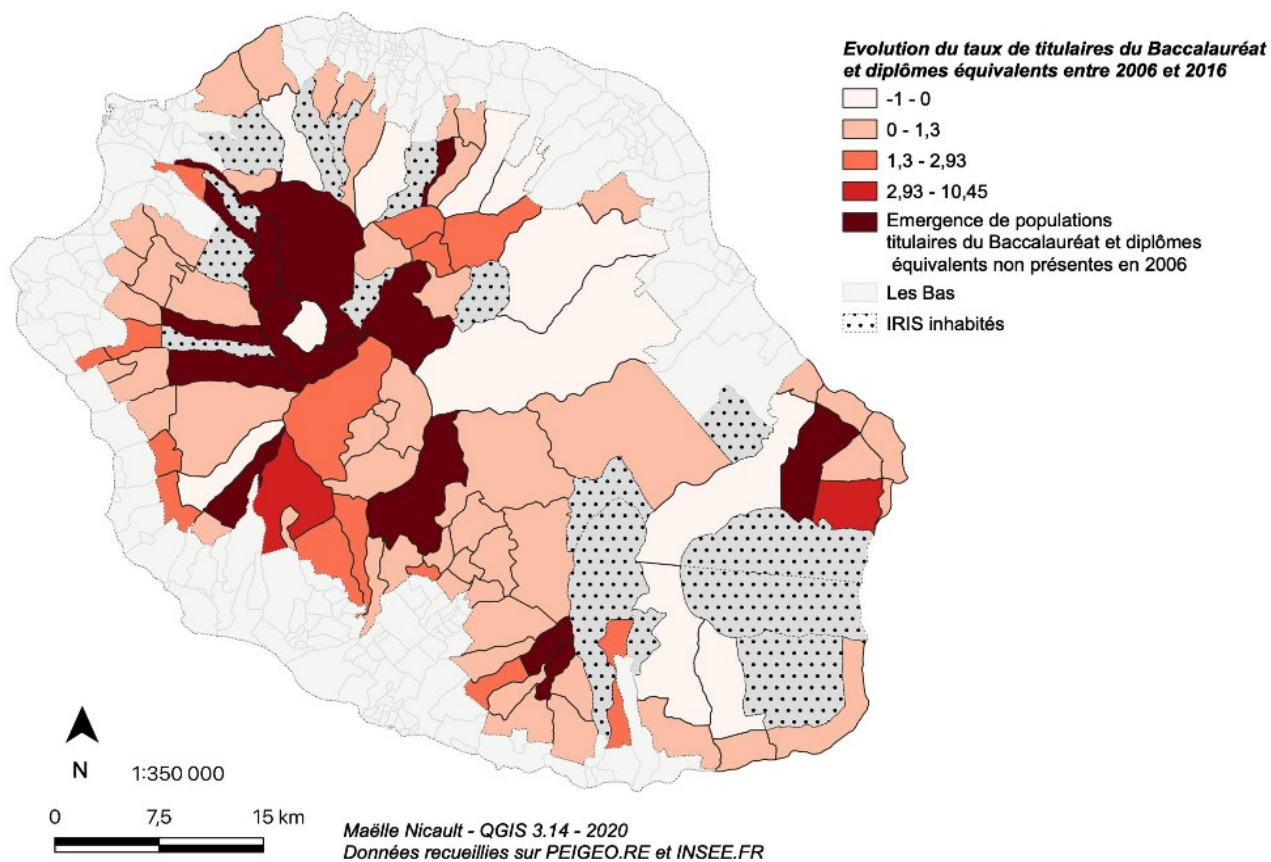 Evolution du taux de titulaires du Baccalauréat
et diplômes équivalents entre 2006 et 2016
-1 - 0
0 - 1,3
1,3 - 2,93
2,93 - 10,45
Emergence de populations
titulaires du Baccalauréat et diplômes
équivalents non présentes en 2006
Les Bas
IRIS inhabités
N
1:350 000
0 7,5 15 km
Maëlle Nicault - QGIS 3.14 - 2020
Données recueillies sur PEIGEO.RE et INSEE.FR